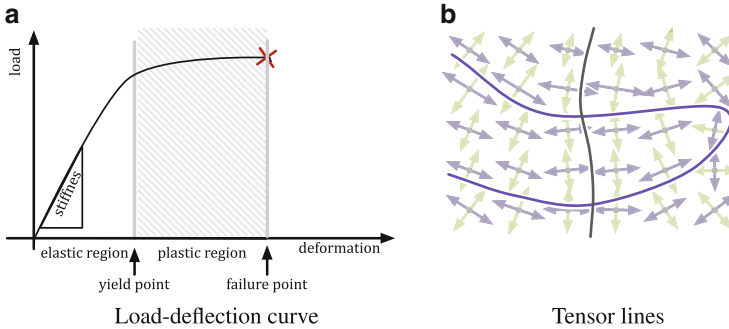 a
load
stiffnes
elastic region
plastic region
deformation
yield point
failure point
Load-deflection curve
b
Tensor lines